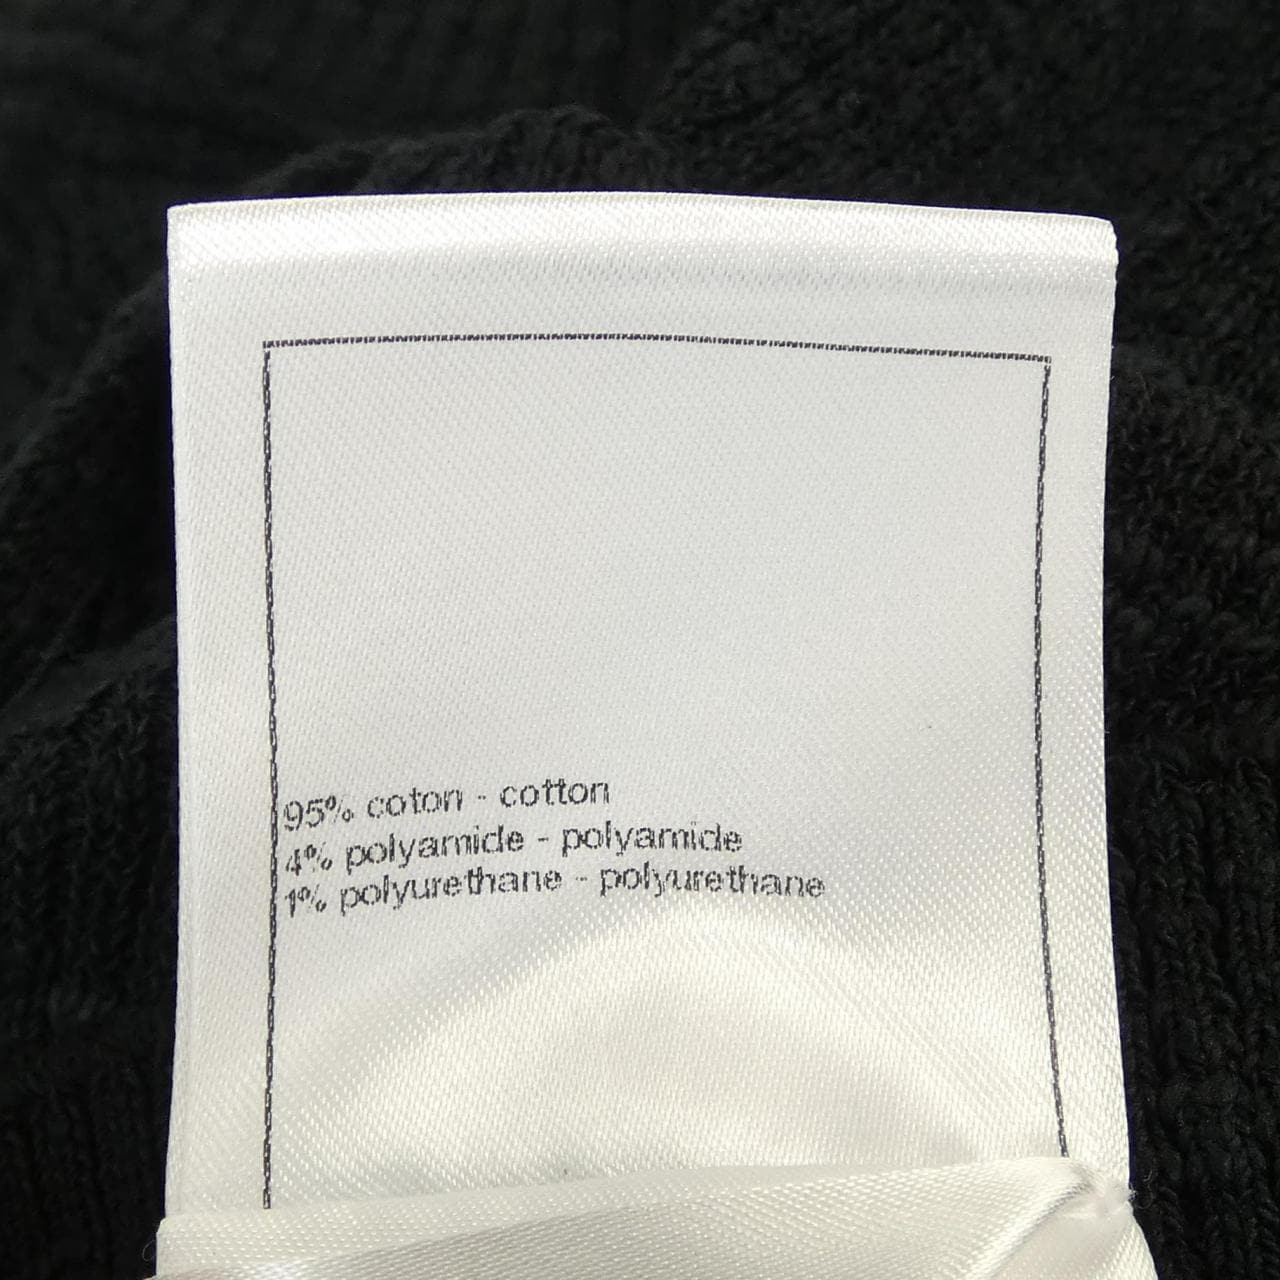 95% coton - cotton
4% polyamide - polyamide
1% polyurethane - polyurethane